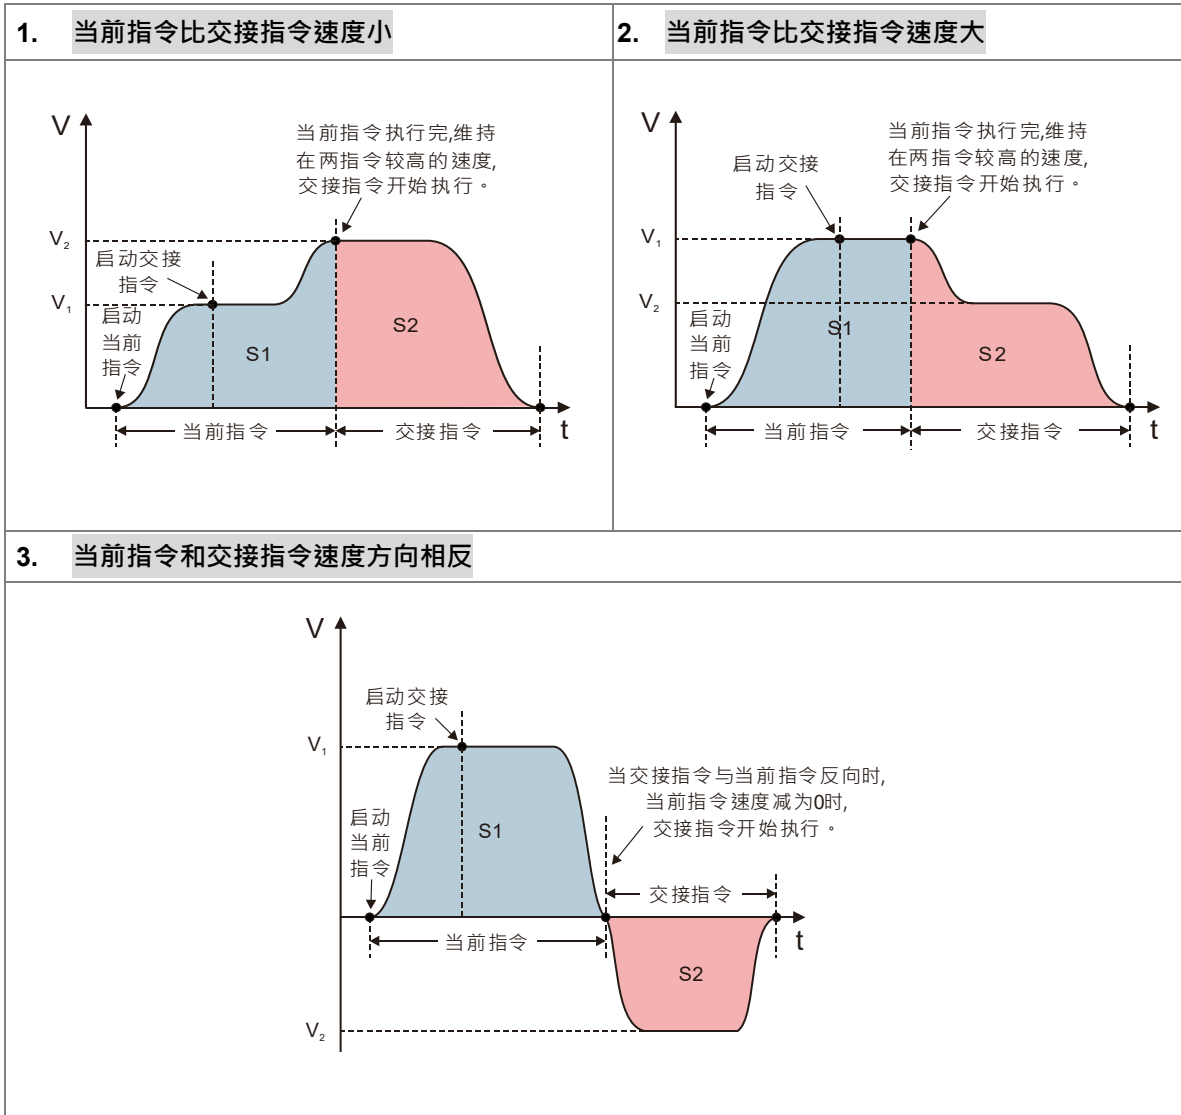 1. 当前指令比交接指令速度小
2. 当前指令比交接指令速度大
V
当前指令执行完,维持
在两指令较高的速度,
交接指令开始执行。
V₂
启动交接
指令
V₁
启动
当前
指令
S1
S2
当前指令
交接指令
t
V
启动交接
指令
当前指令执行完,维持
在两指令较高的速度,
交接指令开始执行。
V₁
V₂
启动
当前
指令
S1
S2
当前指令
交接指令
t
3. 当前指令和交接指令速度方向相反
V
启动交接
指令
V₁
当交接指令与当前指令反向时,
当前指令速度减为0时,
交接指令开始执行。
启动
当前
指令
S1
交接指令
当前指令
t
S2
V₂